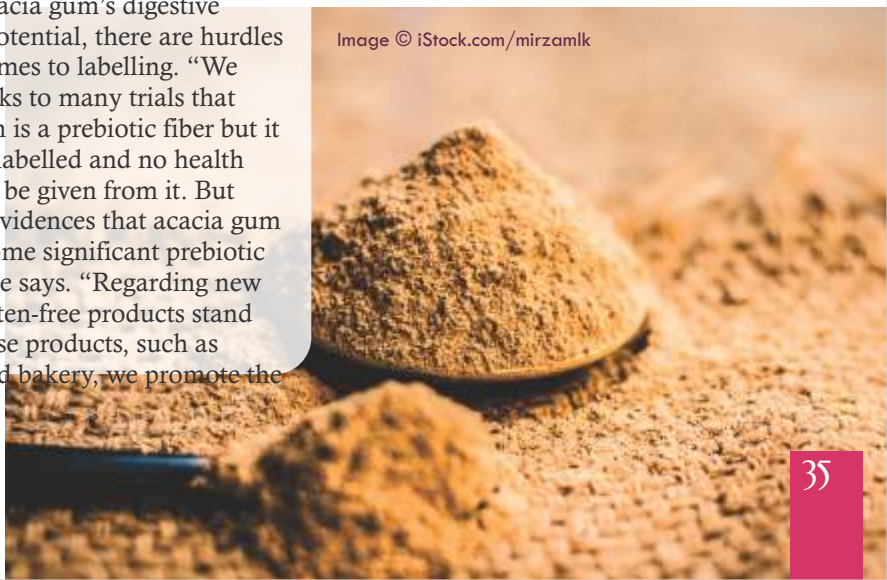 acia gum’s digestive
otential, there are hurdles
mes to labelling. “We
ks to many trials that
n is a prebiotic fiber but it
labelled and no health
be given from it. But
vidences that acacia gum
me significant prebiotic
e says. “Regarding new
ten-free products stand
se products, such as
d bakery, we promote the
Image © iStock.com/mirzamlk
35